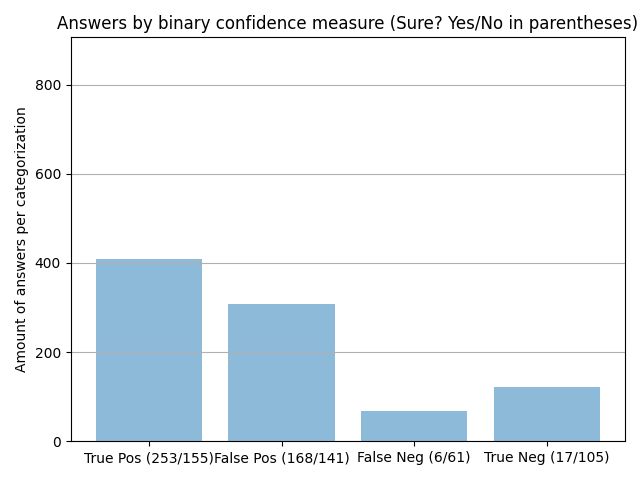 Answers by binary confidence measure (Sure? Yes/No in parentheses)
Amount of answers per categorization
800
600
400
200
0
True Pos (253/155) False Pos (168/141) False Neg (6/61) True Neg (17/105)